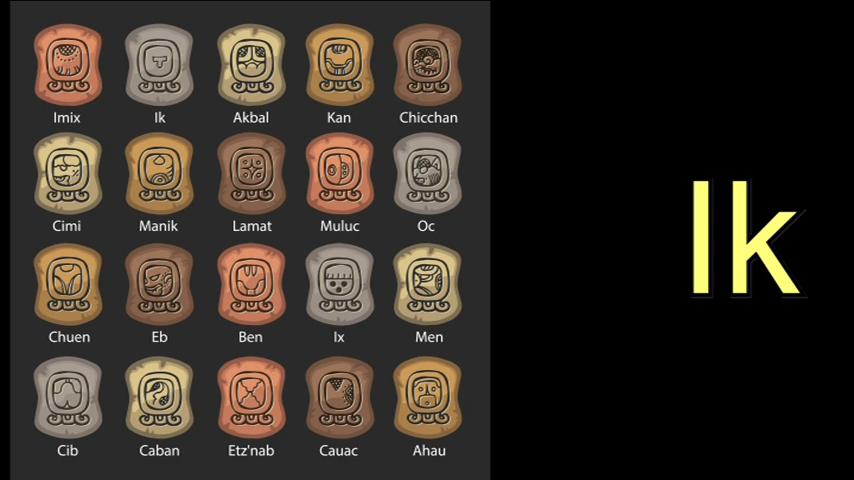 Imix Ik Akbal Kan Chicchan
Cimi Manik Lamat Muluc Oc
Chuen Eb Ben Ix Men
Cib Caban Etz'nab Cauac Ahau
Ik